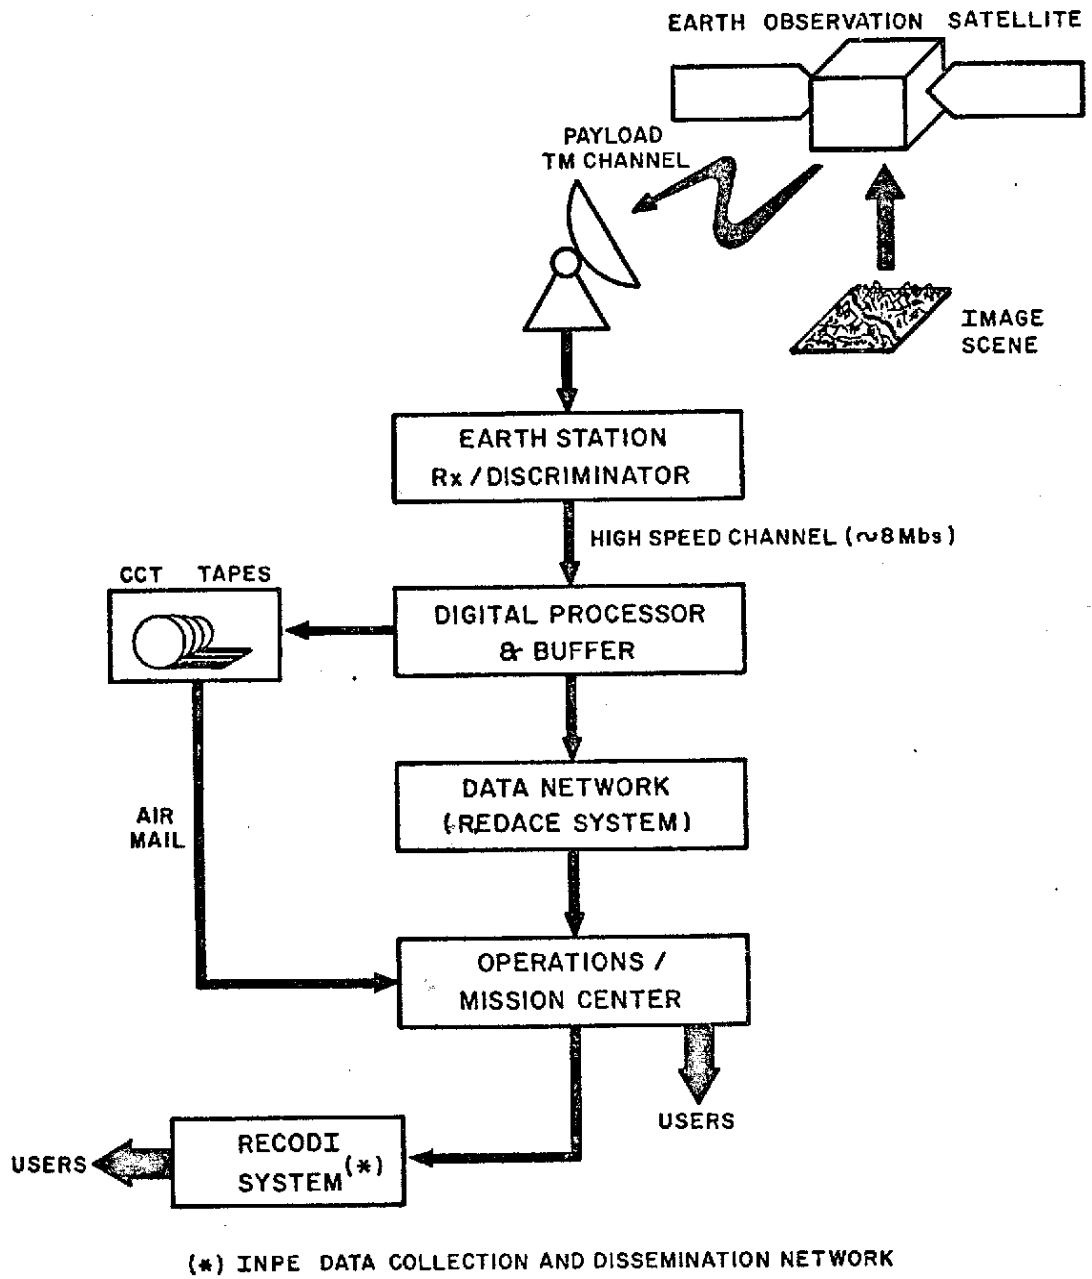 EARTH OBSERVATION SATELLITE
PAYLOAD
TM CHANNEL
IMAGE
SCENE
EARTH STATION
Rx/DISCRIMINATOR
HIGH SPEED CHANNEL (~8Mbs)
CCT TAPES
DIGITAL PROCESSOR
& BUFFER
DATA NETWORK
(REDACE SYSTEM)
AIR
MAIL
OPERATIONS /
MISSION CENTER
USERS
RECODI
SYSTEM(*)
USERS
(*) INPE DATA COLLECTION AND DISSEMINATION NETWORK